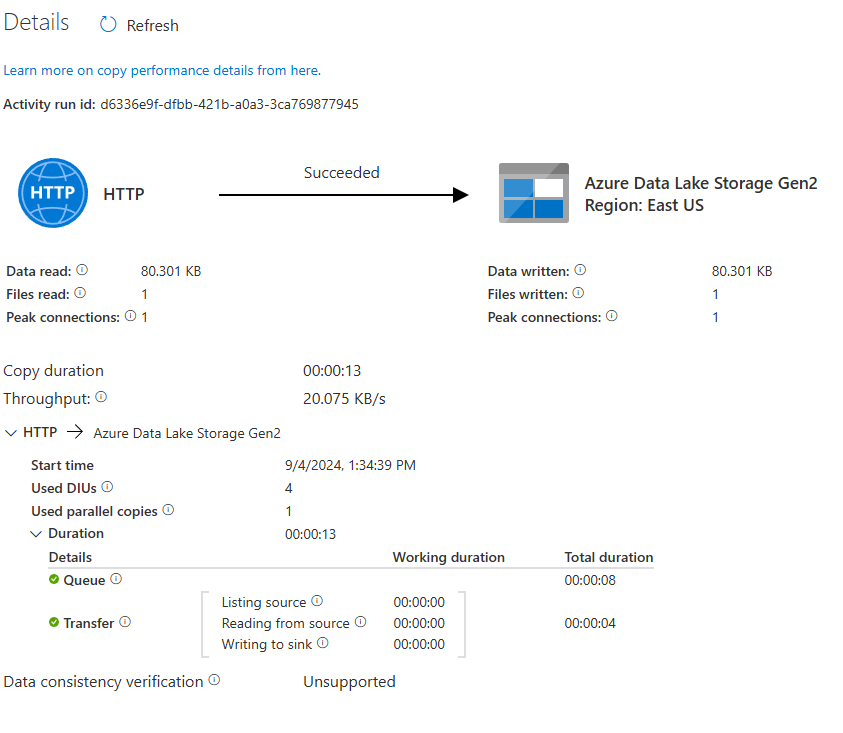 Details Refresh
Learn more on copy performance details from here.
Activity run id: d6336e9f-dfbb-421b-a0a3-3ca769877945
Succeeded
HTTP HTTP
Azure Data Lake Storage Gen2
Region: East US
Data read: 80.301 KB Data written: 80.301 KB
Files read: 1 Files written: 1
Peak connections: 1 Peak connections: 1
Copy duration 00:00:13
Throughput: 20.075 KB/s
HTTP → Azure Data Lake Storage Gen2
Start time 9/4/2024, 1:34:39 PM
Used DIUs 4
Used parallel copies 1
Duration 00:00:13
Details Working duration Total duration
Queue 00:00:08
Listing source 00:00:00
Transfer Reading from source 00:00:00 00:00:04
Writing to sink 00:00:00
Data consistency verification Unsupported